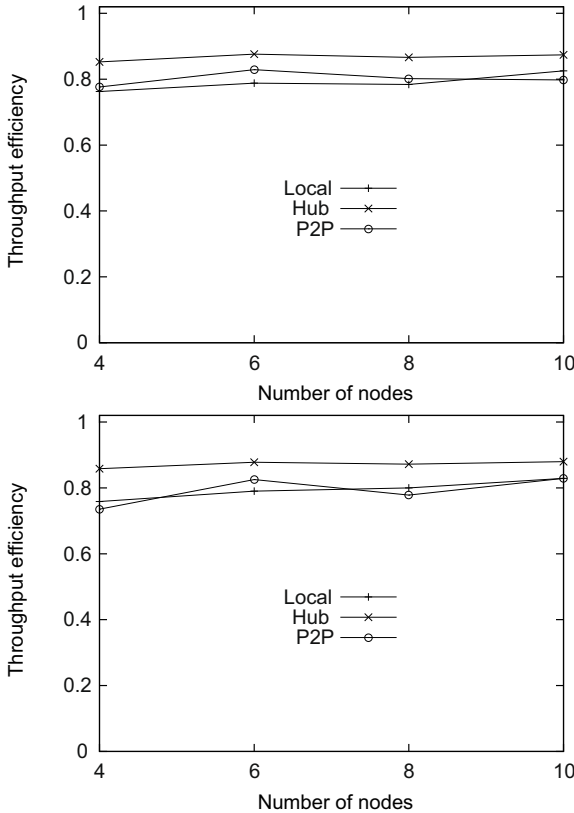 1
0.8
0.6
0.4
0.2
0
Throughput efficiency
Local
Hub
P2P
4
6
8
10
Number of nodes
1
0.8
0.6
0.4
0.2
0
Throughput efficiency
Local
Hub
P2P
4
6
8
10
Number of nodes